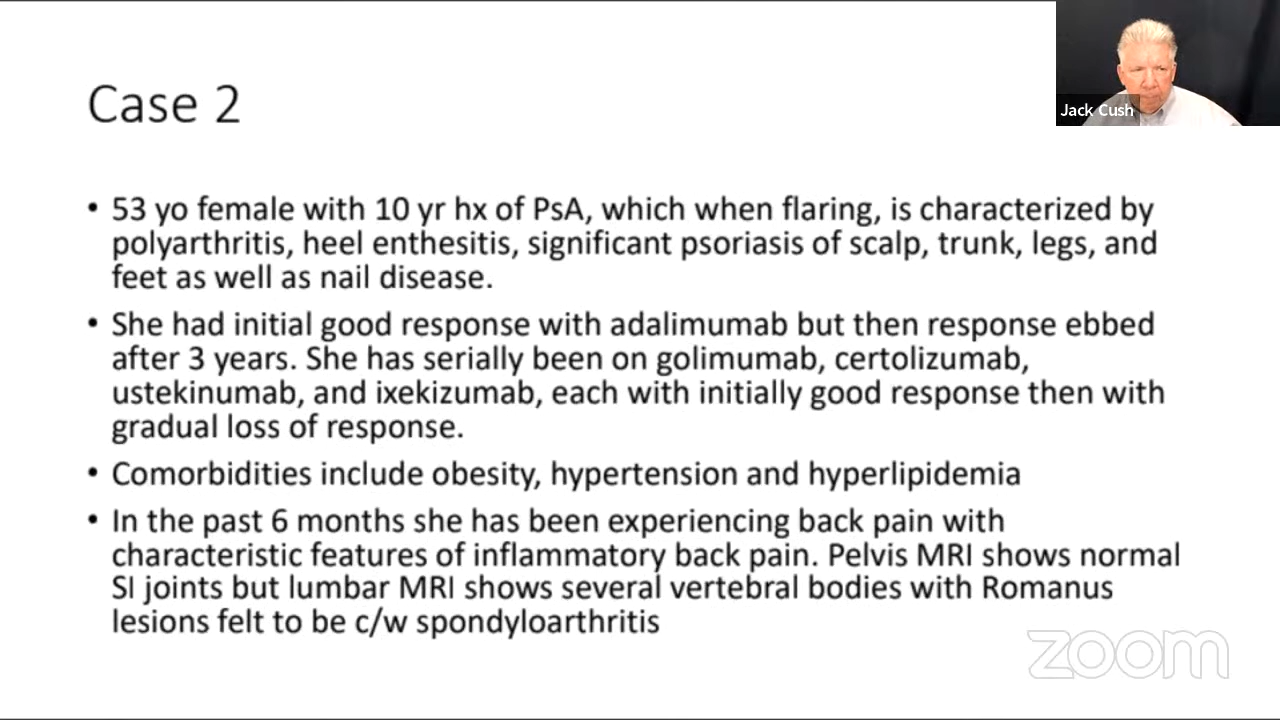 Jack Cush
Case 2
• 53 yo female with 10 yr hx of PsA, which when flaring, is characterized by
polyarthritis, heel enthesitis, significant psoriasis of scalp, trunk, legs, and
feet as well as nail disease.
• She had initial good response with adalimumab but then response ebbed
after 3 years. She has serially been on golimumab, certolizumab,
ustekinumab, and ixekizumab, each with initially good response then with
gradual loss of response.
• Comorbidities include obesity, hypertension and hyperlipidemia
• In the past 6 months she has been experiencing back pain with
characteristic features of inflammatory back pain. Pelvis MRI shows normal
SI joints but lumbar MRI shows several vertebral bodies with Romanus
lesions felt to be c/w spondyloarthritis
zoom